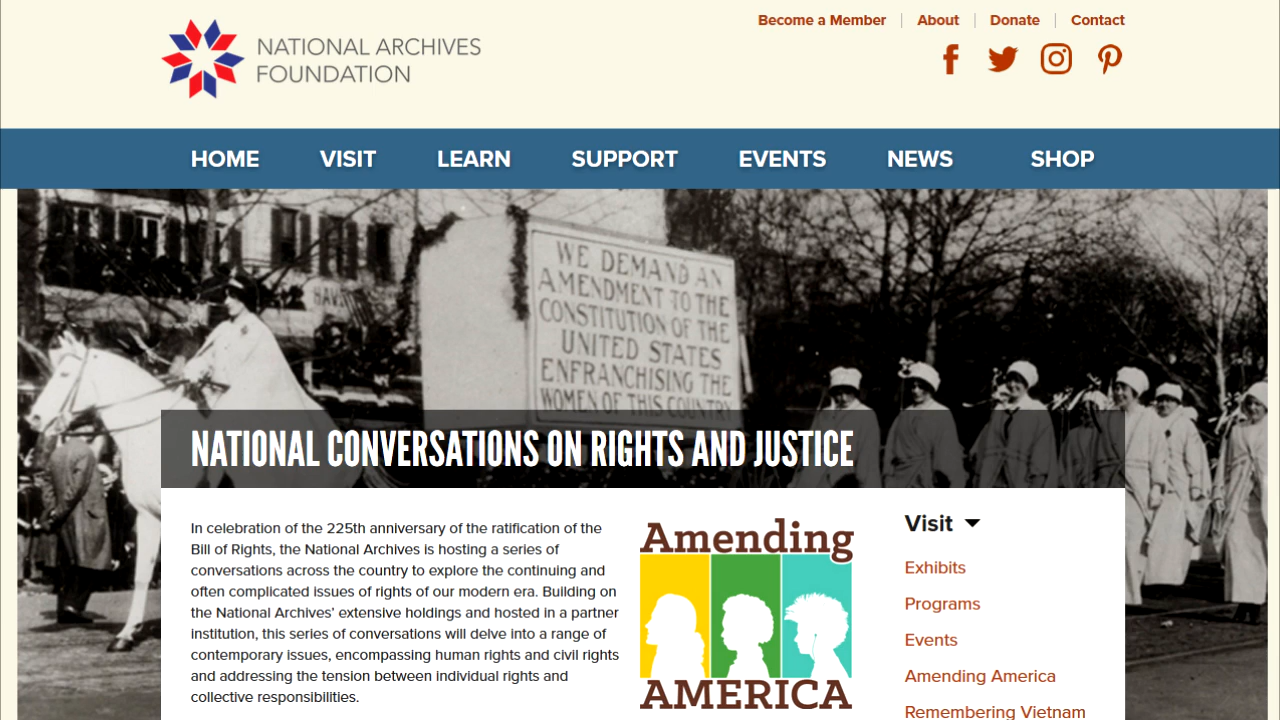 NATIONAL ARCHIVES
FOUNDATION
Become a Member
About
Donate
Contact
HOME
VISIT
LEARN
SUPPORT
EVENTS
NEWS
SHOP
WE DEMAND AN
AMENDMENT TO THE
CONSTITUTION OF THE
UNITED STATES
ENFRANCHISING THE
WOMEN OF THIS COUNTRY
NATIONAL CONVERSATIONS ON RIGHTS AND JUSTICE
In celebration of the 225th anniversary of the ratification of the
Bill of Rights, the National Archives is hosting a series of
conversations across the country to explore the continuing and
often complicated issues of rights of our modern era. Building on
the National Archives’ extensive holdings and hosted in a partner
institution, this series of conversations will delve into a range of
contemporary issues, encompassing human rights and civil rights
and addressing the tension between individual rights and
collective responsibilities.
Amending
AMERICA
Visit
Exhibits
Programs
Events
Amending America
Remembering Vietnam